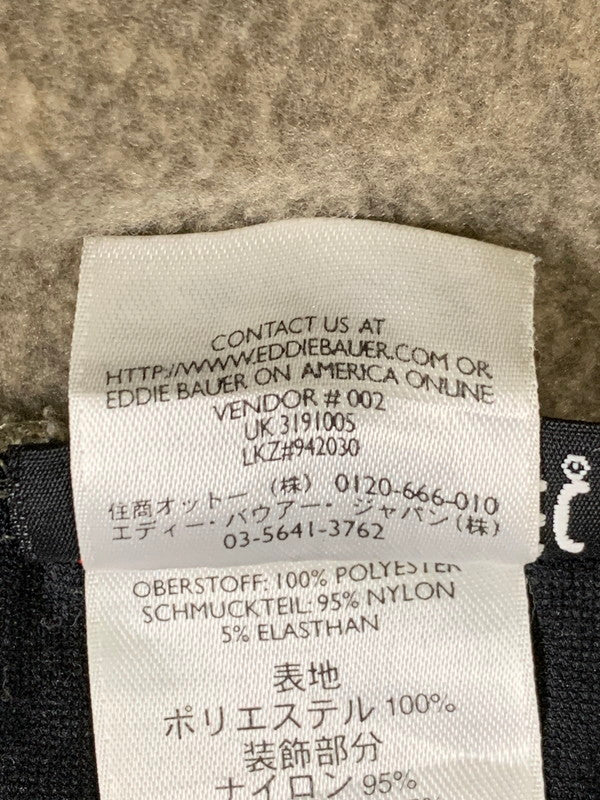 CONTACT US AT
HTTP://WWW.EDDIEBAUER.COM OR
EDDIE BAUER ON AMERICA ONLINE
VENDOR # 002
UK 3191005
LKZ#942030
住商オットー (株) 0120-666-010
エディー・バウアー・ジャパン(株)
03-5641-3762
OBERSTOFF: 100% POLYESTER
SCHMUCKTEIL: 95% NYLON
5% ELASTHAN
表地
ポリエステル 100%
装飾部分
ナイロン 95%